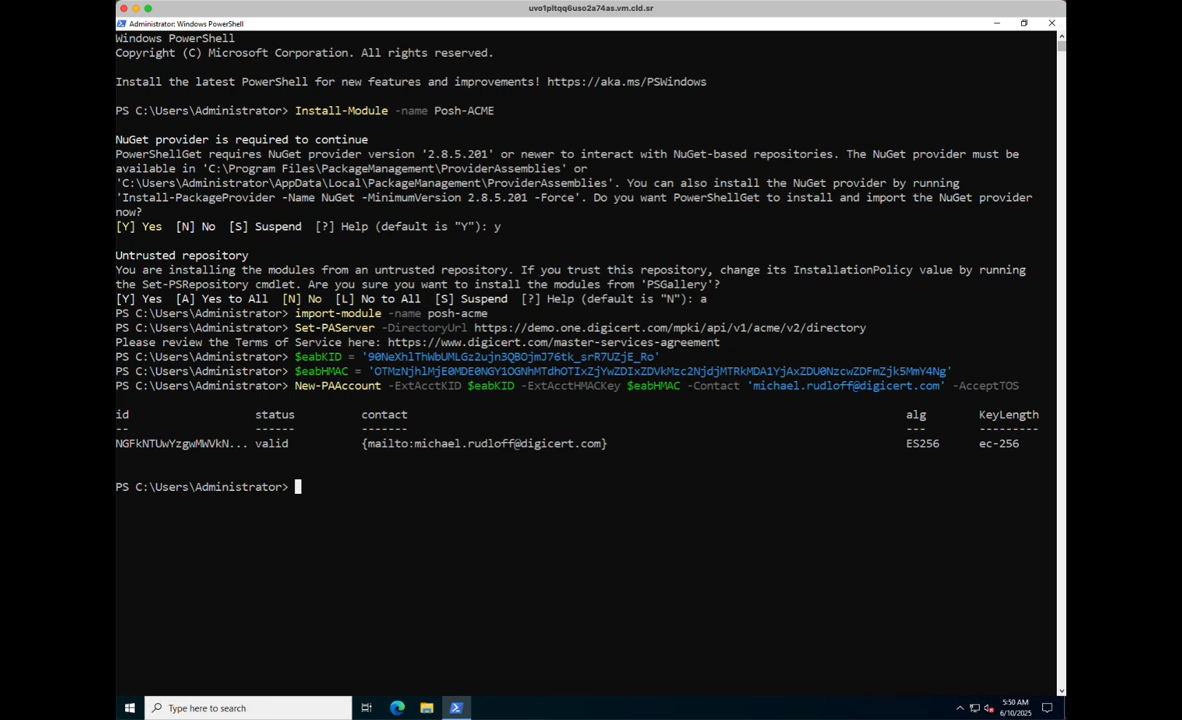 uvo1pltqq6uso2a74as.vm.cld.sr
Administrator: Windows PowerShell
Windows PowerShell
Copyright (C) Microsoft Corporation. All rights reserved.
Install the latest PowerShell for new features and improvements! https://aka.ms/PSWindows
PS C:\Users\Administrator> Install-Module -name Posh-ACME
NuGet provider is required to continue
PowerShellGet requires NuGet provider version '2.8.5.201' or newer to interact with NuGet-based repositories. The NuGet provider must be
available in 'C:\Program Files\PackageManagement\ProviderAssemblies' or
'C:\Users\Administrator\AppData\Local\PackageManagement\ProviderAssemblies'. You can also install the NuGet provider by running
'Install-PackageProvider -Name NuGet -MinimumVersion 2.8.5.201 -Force'. Do you want PowerShellGet to install and import the NuGet provider
now?
[Y] Yes  [N] No  [S] Suspend  [?] Help (default is "Y"): y
Untrusted repository
You are installing the modules from an untrusted repository. If you trust this repository, change its InstallationPolicy value by running
the Set-PSRepository cmdlet. Are you sure you want to install the modules from 'PSGallery'?
[Y] Yes  [A] Yes to All  [N] No  [L] No to All  [S] Suspend  [?] Help (default is "N"): a
PS C:\Users\Administrator> import-module -name posh-acme
PS C:\Users\Administrator> Set-PAServer -DirectoryUrl https://demo.one.digicert.com/mpki/api/v1/acme/v2/directory
Please review the Terms of Service here: https://www.digicert.com/master-services-agreement
PS C:\Users\Administrator> $eabKID = '90NeXhlThWbUMLGz2ujn3QBOjmJ76tk_srR7UZjE_Ro'
PS C:\Users\Administrator> $eabHMAC = 'OTMzNjhlMjE0MDE0NGY1OGNhMTdhOTIxZjYwZDIxZDVkMzc2NjdjMTRkMDA1YjAxZDU0NzcwZDFmZjk5MmY4Ng'
PS C:\Users\Administrator> New-PAAccount -ExtAcctKID $eabKID -ExtAcctHMACKey $eabHMAC -Contact 'michael.rudloff@digicert.com' -AcceptTOS
id status contact alg KeyLength
-- ------ ------- --- ---------
NGFkNTUwYzgwMWVkN... valid {mailto:michael.rudloff@digicert.com} ES256 ec-256
PS C:\Users\Administrator>
Type here to search
5:50 AM
6/10/2025